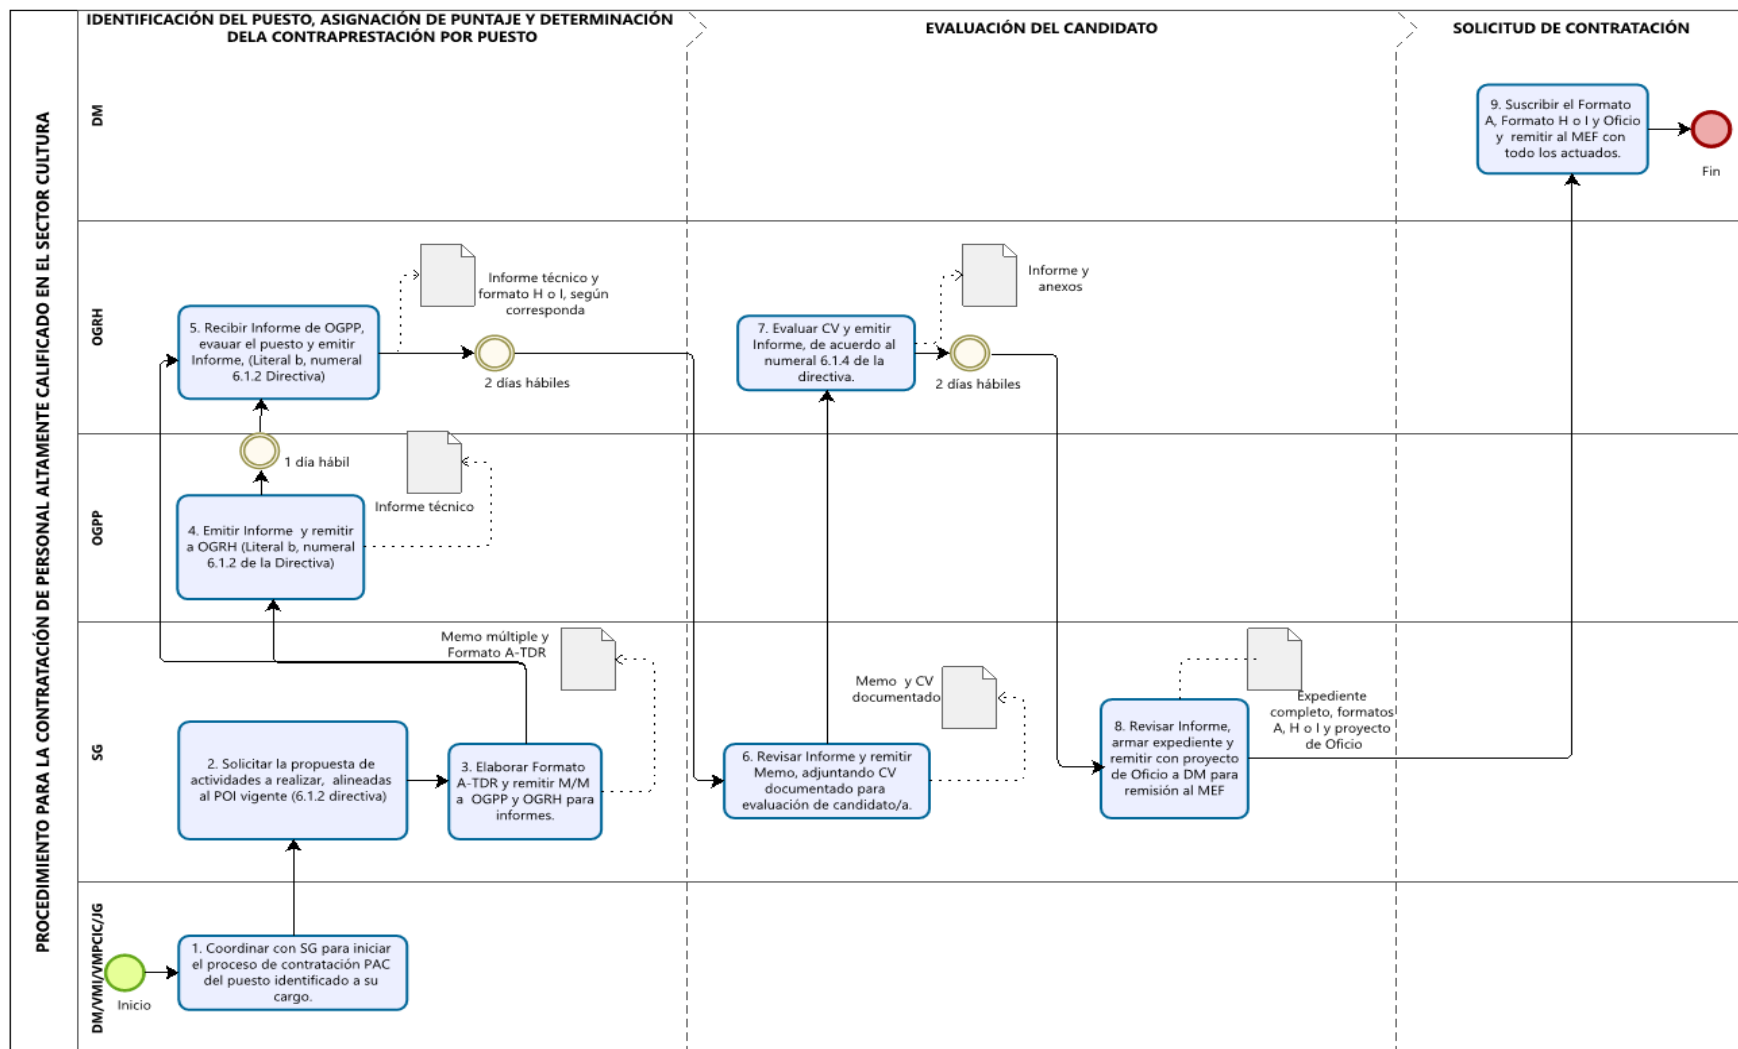 IDENTIFICACIÓN DEL PUESTO, ASIGNACIÓN DE PUNTAJE Y DETERMINACIÓN
DELA CONTRAPRESTACIÓN POR PUESTO
EVALUACIÓN DEL CANDIDATO
SOLICITUD DE CONTRATACIÓN
PROCEDIMIENTO PARA LA CONTRATACIÓN DE PERSONAL ALTAMENTE CALIFICADO EN EL SECTOR CULTURA
DM
9. Suscribir el Formato
A, Formato H o I y Oficio
y remitir al MEF con
todo los actuados.
Fin
OGRH
Informe técnico y
formato H o I, según
corresponda
5. Recibir Informe de OGPP,
evauar el puesto y emitir
Informe, (Literal b, numeral
6.1.2 Directiva)
2 días hábiles
Informe y
anexos
7. Evaluar CV y emitir
Informe, de acuerdo al
numeral 6.1.4 de la
directiva.
2 días hábiles
OGPP
1 día hábil
Informe técnico
4. Emitir Informe y remitir
a OGRH (Literal b, numeral
6.1.2 de la Directiva)
SG
Memo múltiple y
Formato A-TDR
2. Solicitar la propuesta de
actividades a realizar, alineadas
al POI vigente (6.1.2 directiva)
3. Elaborar Formato
A-TDR y remitir M/M
a OGPP y OGRH para
informes.
Memo y CV
documentado
6. Revisar Informe y remitir
Memo, adjuntando CV
documentado para
evaluación de candidato/a.
Expediente
completo, formatos
A, H o I y proyecto
de Oficio
8. Revisar Informe,
armar expediente y
remitir con proyecto
de Oficio a DM para
remisión al MEF
DM/VMI/VMPCIC/JG
Inicio
1. Coordinar con SG para iniciar
el proceso de contratación PAC
del puesto identificado a su
cargo.